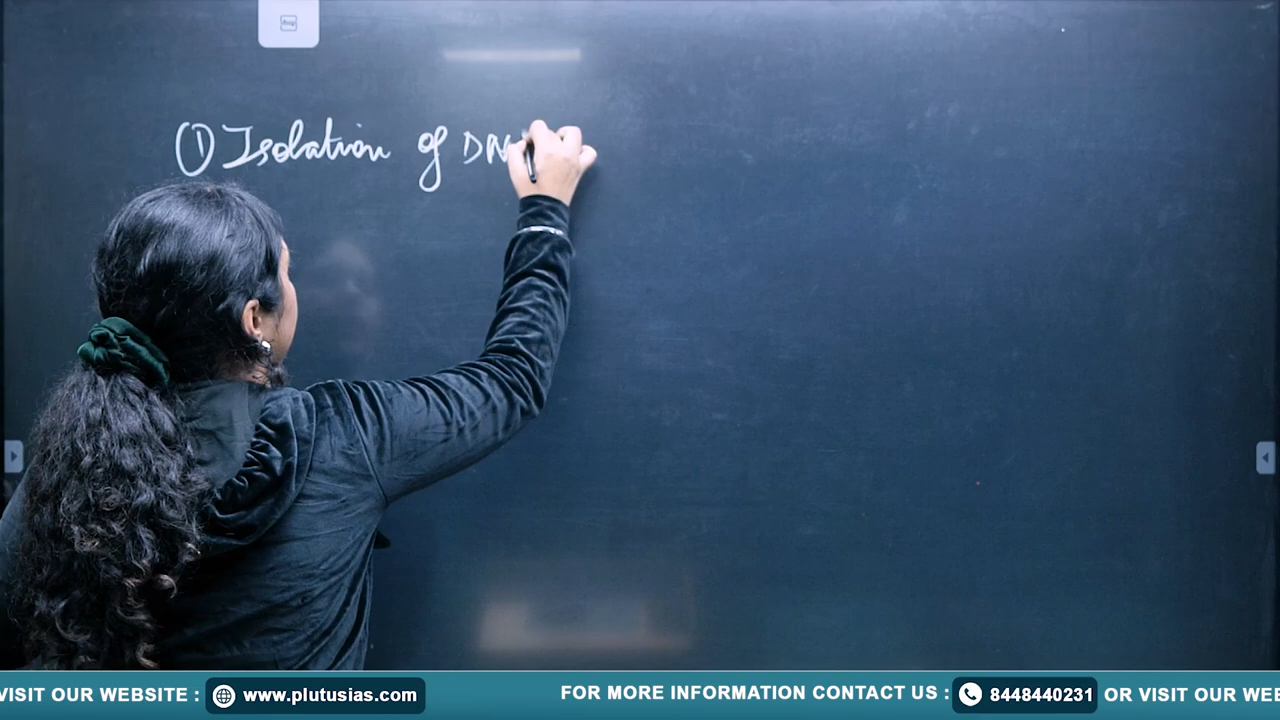 ① Isolation of DN
VISIT OUR WEBSITE : www.plutusias.com FOR MORE INFORMATION CONTACT US : 8448440231 OR VISIT OUR WE